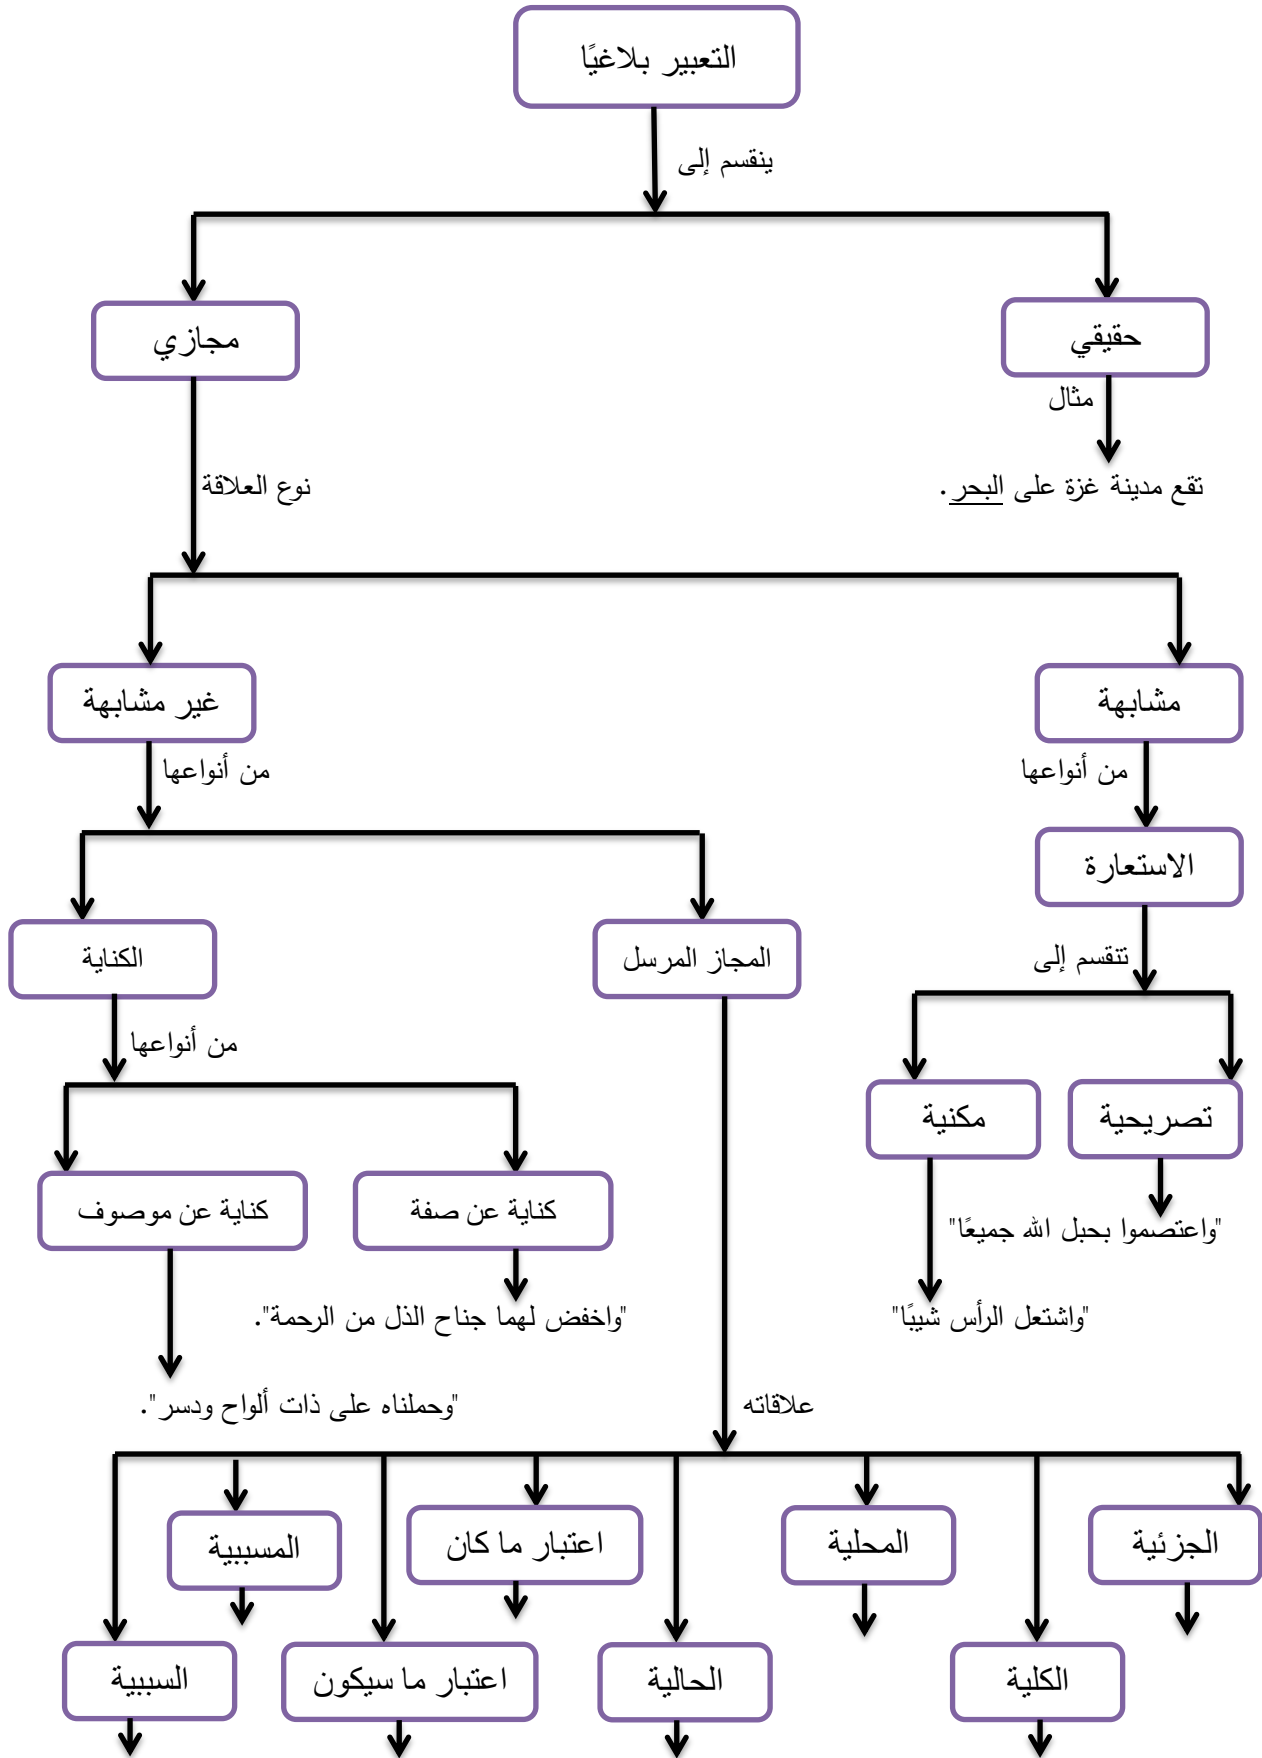 التعبير بلاغيًا
ينقسم إلى
حقيقي
مجازي
مثال
تقع مدينة غزة على البحر.
نوع العلاقة
مشابهة
غير مشابهة
من أنواعها
من أنواعها
الاستعارة
المجاز المرسل
الكناية
تتقسم إلى
من أنواعها
تصريحية
مكنية
كناية عن صفة
كناية عن موصوف
"واعتصموا بحبل الله جميعًا"
"واشتعل الرأس شيبًا"
"واخفض لهما جناح الذل من الرحمة".
"وحملناه على ذات ألواح ودسر".
علاقاته
الجزئية
المحلية
اعتبار ما كان
المسببية
الكلية
الحالية
اعتبار ما سيكون
السببية